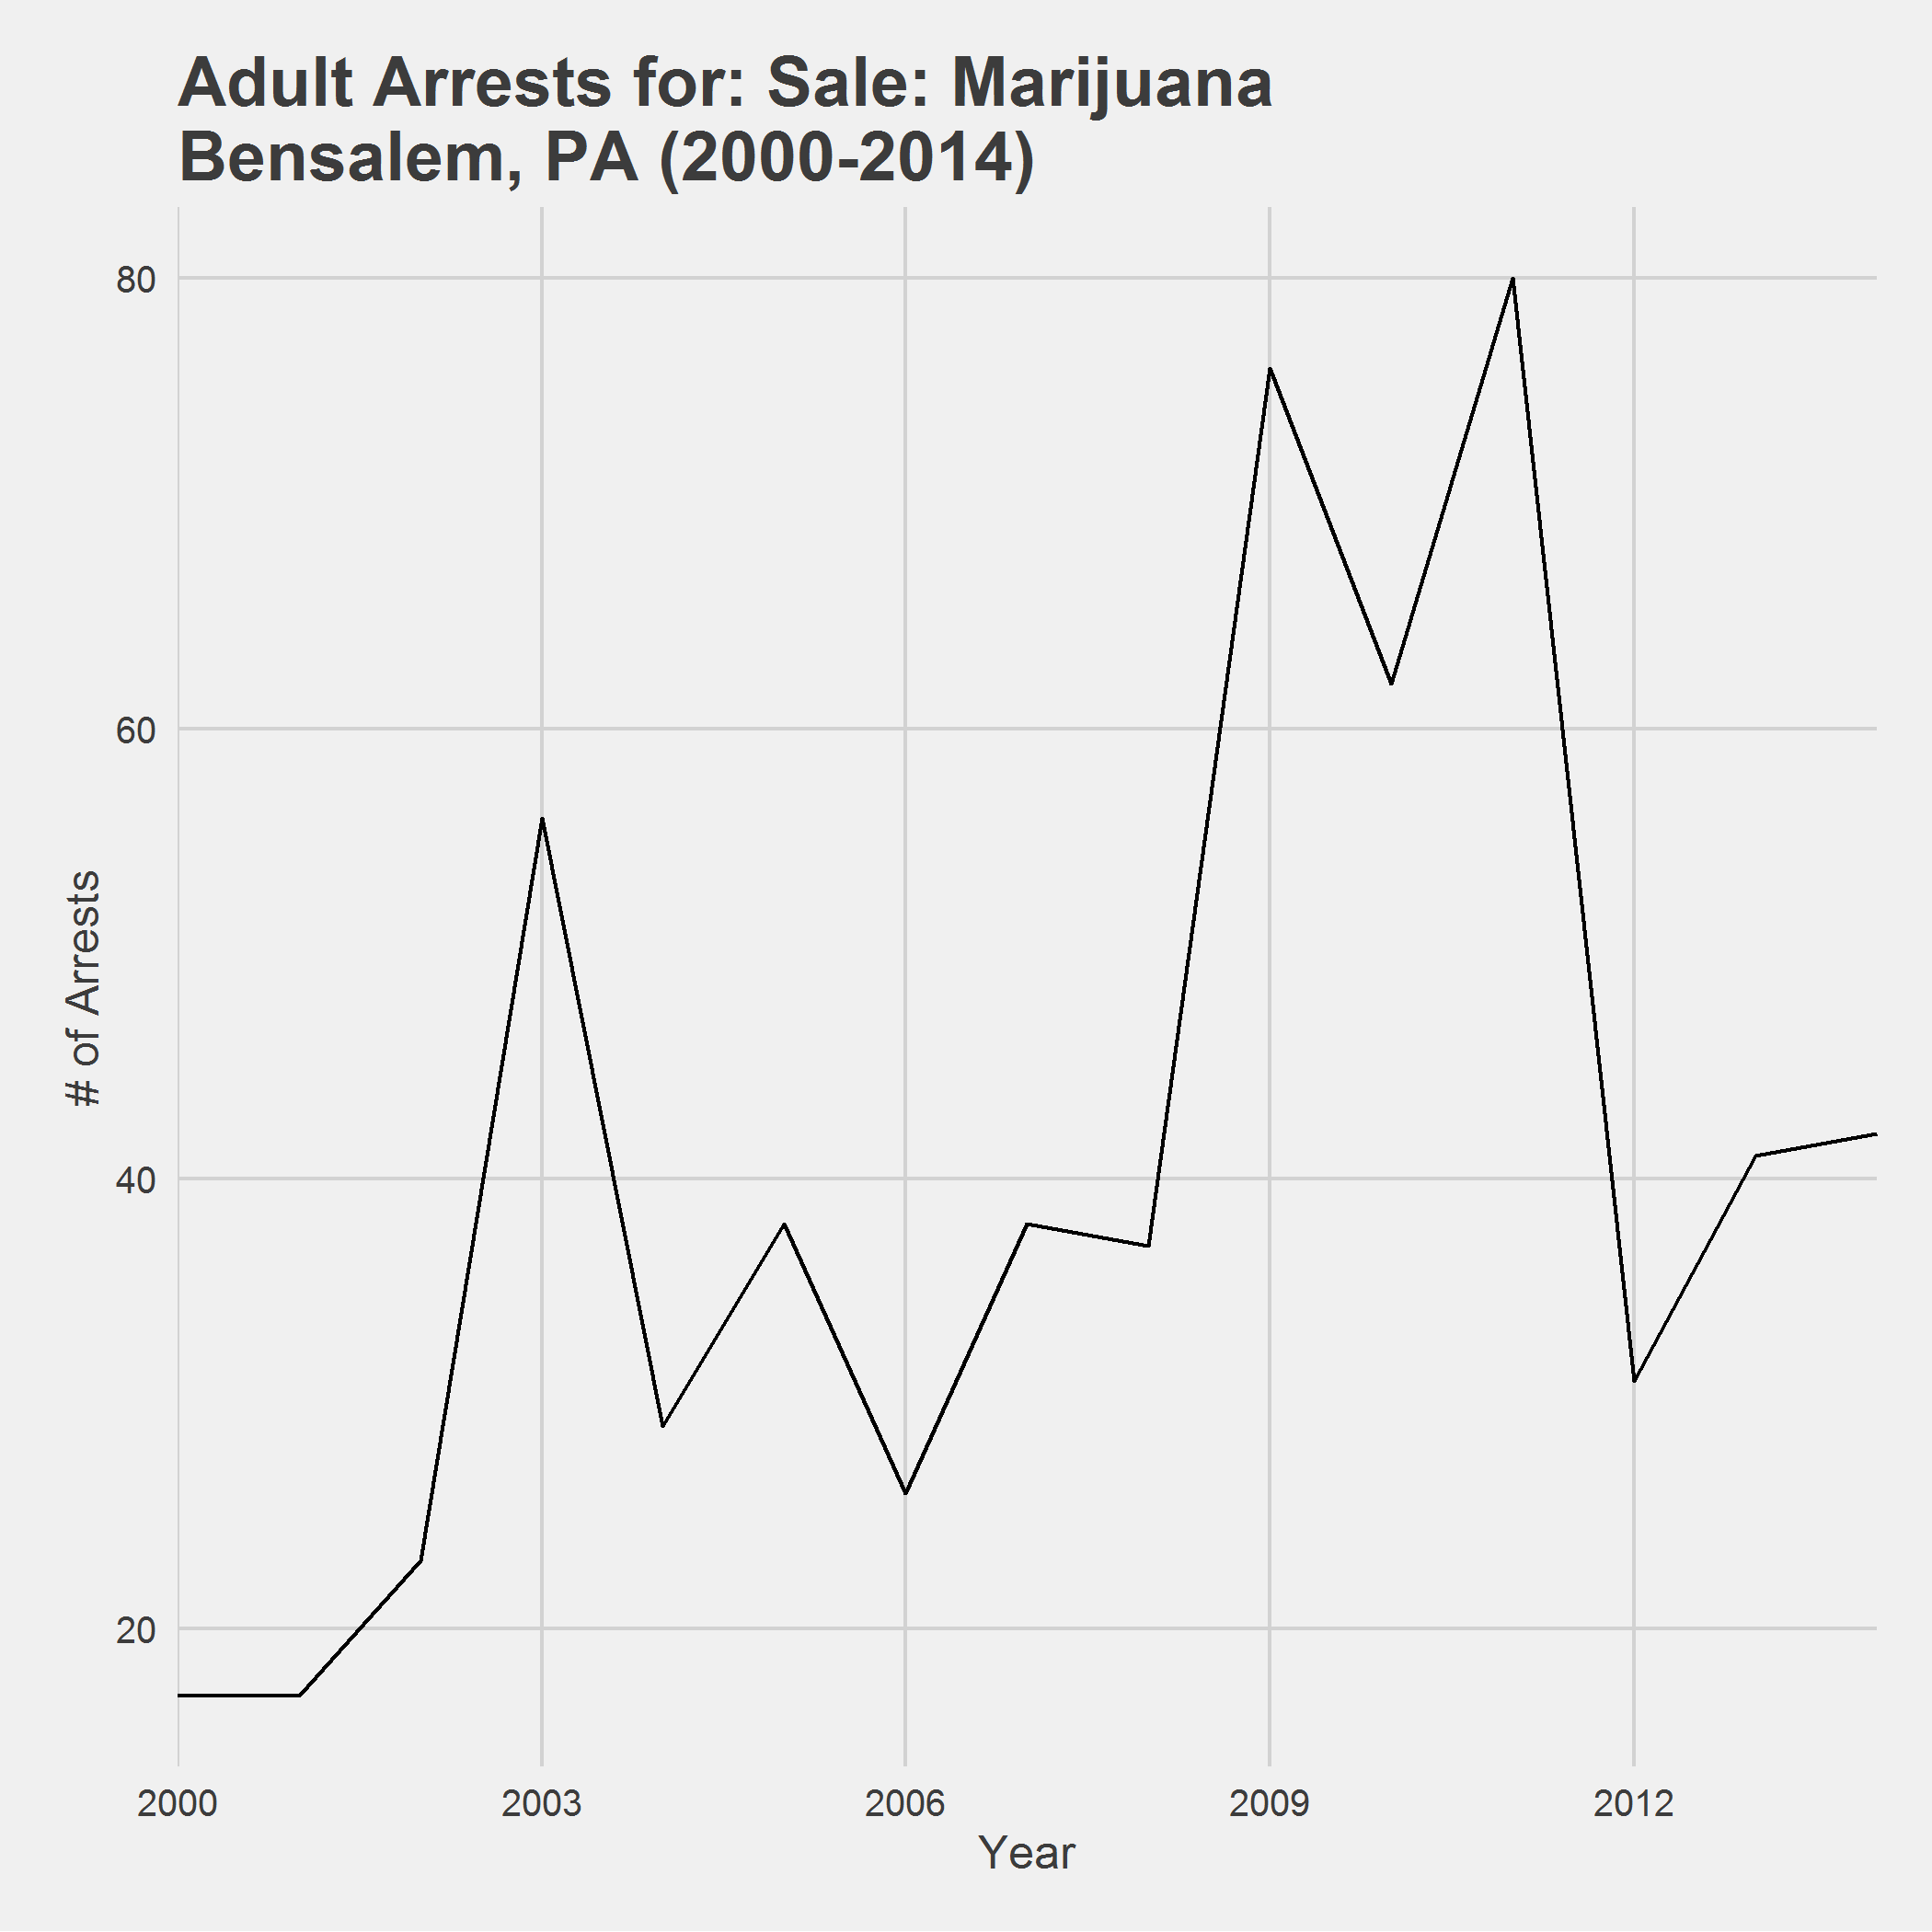 Adult Arrests for: Sale: Marijuana
Bensalem, PA (2000-2014)
80
60
40
20
# of Arrests
2000 2003 2006 2009 2012
Year